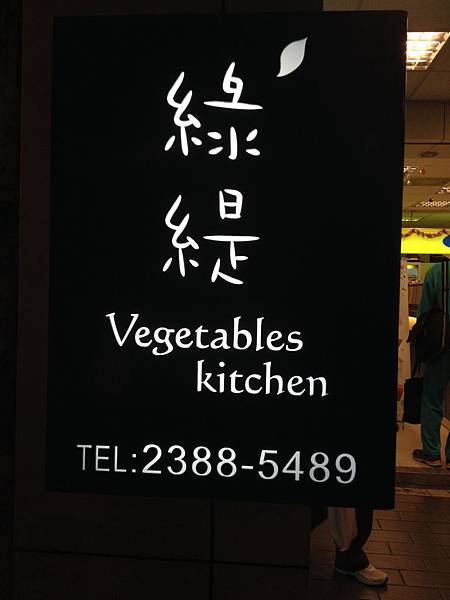 綠
緹
Vegetables
kitchen
TEL:2388-5489